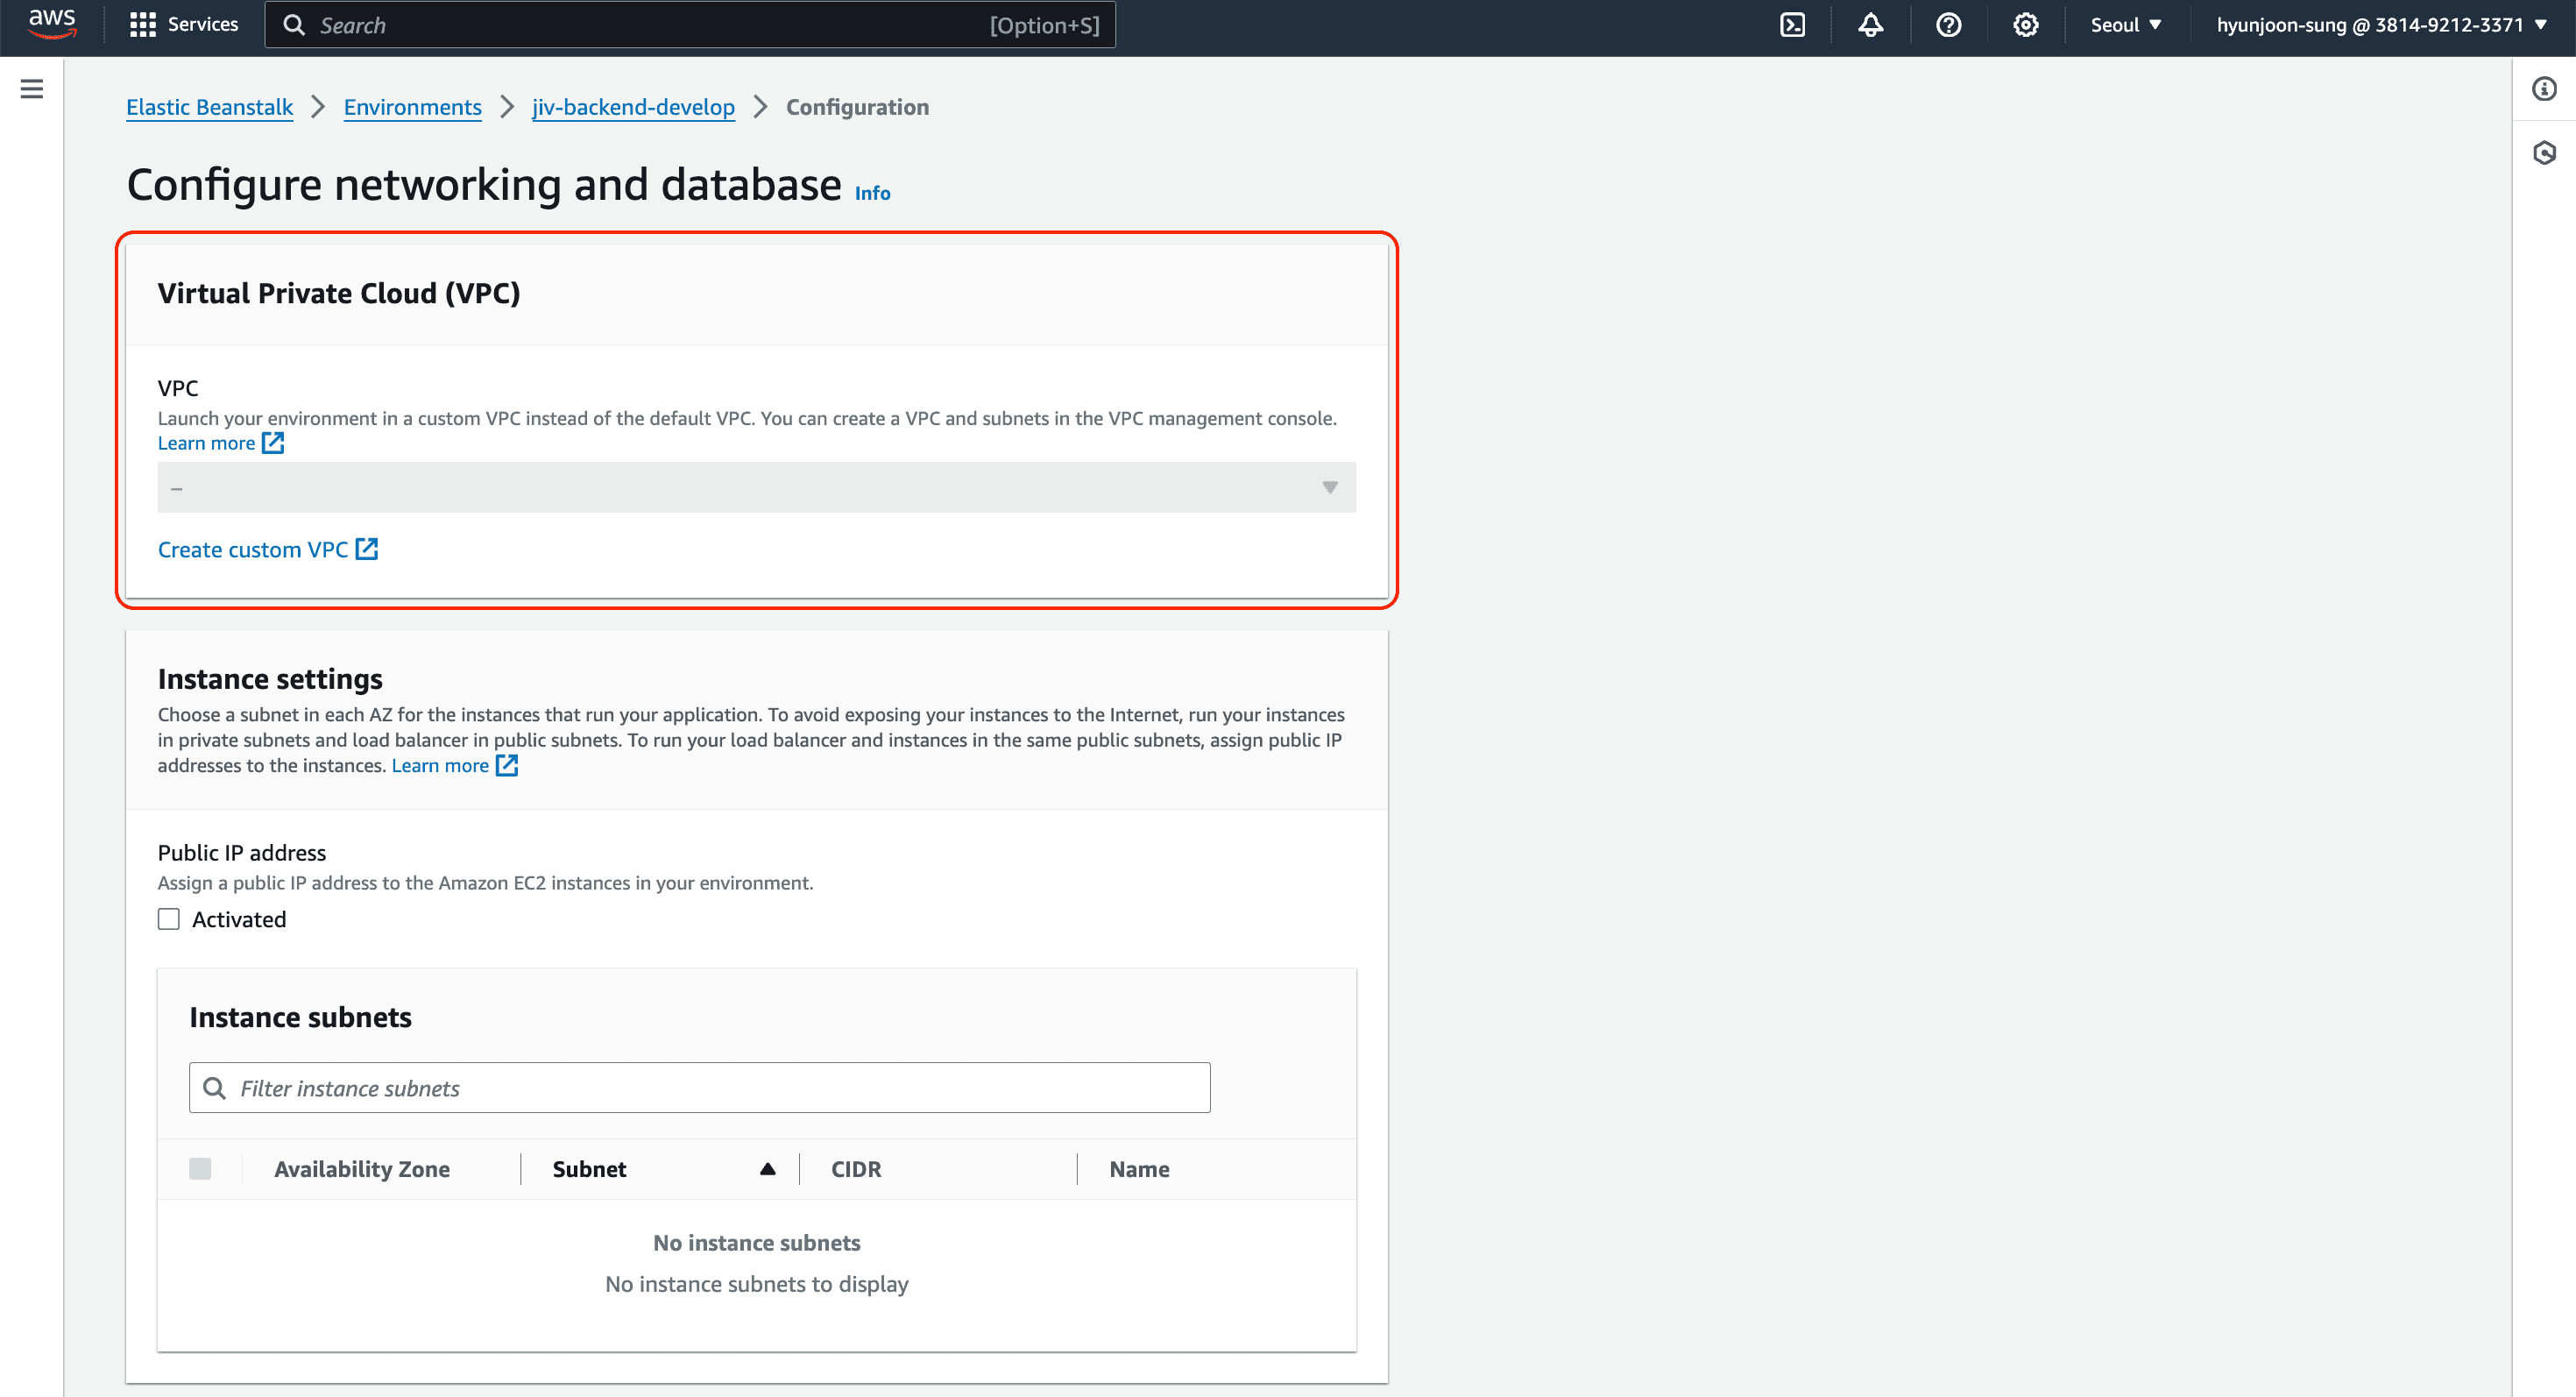 aws
Services
Search [Option+S]
Seoul
hyunjoon-sung @ 3814-9212-3371
Elastic Beanstalk > Environments > jiv-backend-develop > Configuration
Configure networking and database Info
Virtual Private Cloud (VPC)
VPC
Launch your environment in a custom VPC instead of the default VPC. You can create a VPC and subnets in the VPC management console.
Learn more
–
Create custom VPC
Instance settings
Choose a subnet in each AZ for the instances that run your application. To avoid exposing your instances to the Internet, run your instances
in private subnets and load balancer in public subnets. To run your load balancer and instances in the same public subnets, assign public IP
addresses to the instances. Learn more
Public IP address
Assign a public IP address to the Amazon EC2 instances in your environment.
Activated
Instance subnets
Filter instance subnets
Availability Zone Subnet CIDR Name
No instance subnets
No instance subnets to display